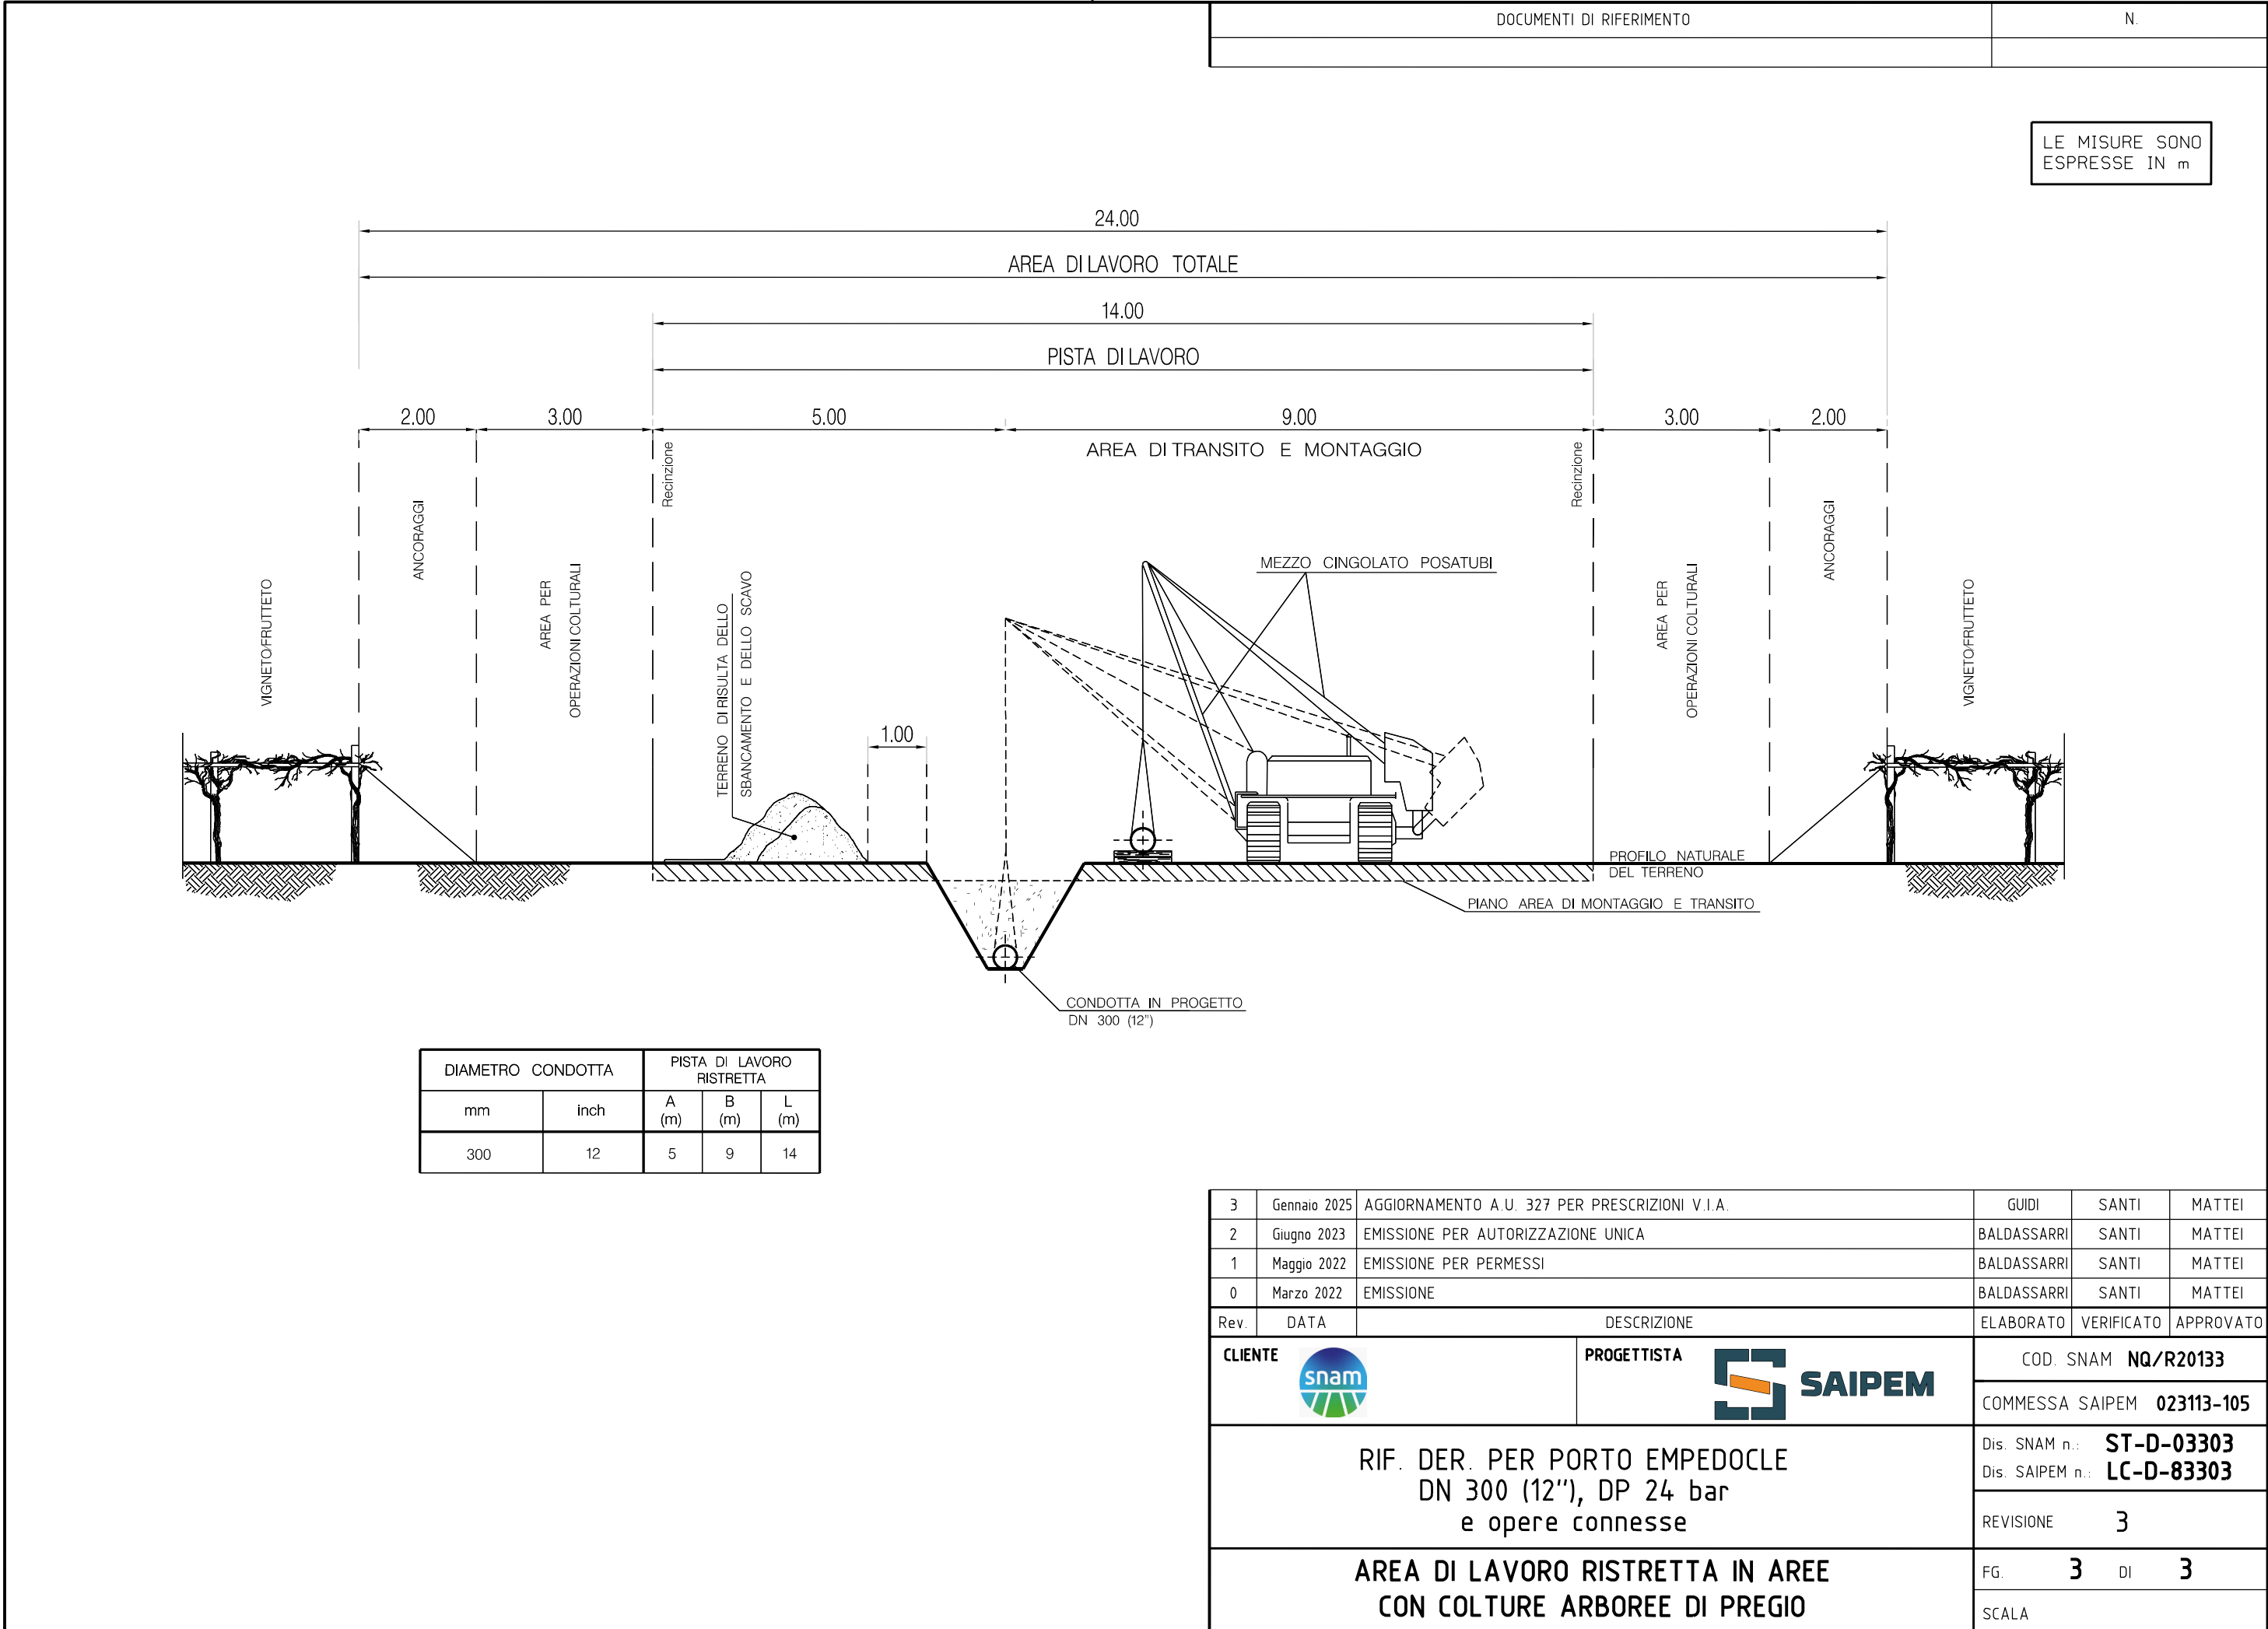 DOCUMENTI DI RIFERIMENTO N.
LE MISURE SONO
ESPRESSE IN m
24.00
AREA DI LAVORO TOTALE
14.00
PISTA DI LAVORO
2.00 3.00 5.00 9.00 3.00 2.00
AREA DI TRANSITO E MONTAGGIO
Recinzione
Recinzione
VIGNETO/FRUTTETO
ANCORAGGI
AREA PER
OPERAZIONI COLTURALI
TERRENO DI RISULTA DELLO
SBANCAMENTO E DELLO SCAVO
1.00
MEZZO CINGOLATO POSATUBI
AREA PER
OPERAZIONI COLTURALI
ANCORAGGI
VIGNETO/FRUTTETO
PROFILO NATURALE
DEL TERRENO
PIANO AREA DI MONTAGGIO E TRANSITO
CONDOTTA IN PROGETTO
DN 300 (12")
DIAMETRO CONDOTTA PISTA DI LAVORO
RISTRETTA
mm inch A B L
(m) (m) (m)
300 12 5 9 14
3 Gennaio 2025 AGGIORNAMENTO A.U. 327 PER PRESCRIZIONI V.I.A. GUIDI SANTI MATTEI
2 Giugno 2023 EMISSIONE PER AUTORIZZAZIONE UNICA BALDASSARRI SANTI MATTEI
1 Maggio 2022 EMISSIONE PER PERMESSI BALDASSARRI SANTI MATTEI
0 Marzo 2022 EMISSIONE BALDASSARRI SANTI MATTEI
Rev. DATA DESCRIZIONE ELABORATO VERIFICATO APPROVATO
CLIENTE snam PROGETTISTA SAIPEM
COD. SNAM NQ/R20133
COMMESSA SAIPEM 023113-105
RIF. DER. PER PORTO EMPEDOCLE
DN 300 (12''), DP 24 bar
e opere connesse
Dis. SNAM n.: ST-D-03303
Dis. SAIPEM n.: LC-D-83303
REVISIONE 3
AREA DI LAVORO RISTRETTA IN AREE
CON COLTURE ARBOREE DI PREGIO
FG. 3 DI 3
SCALA